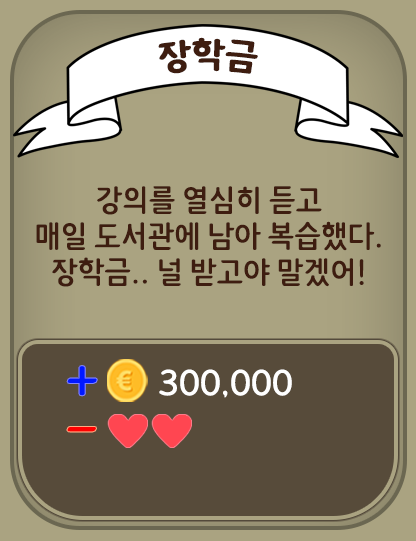 장학금
강의를 열심히 듣고
매일 도서관에 남아 복습했다.
장학금.. 널 받고야 말겠어!
+ € 300,000
-